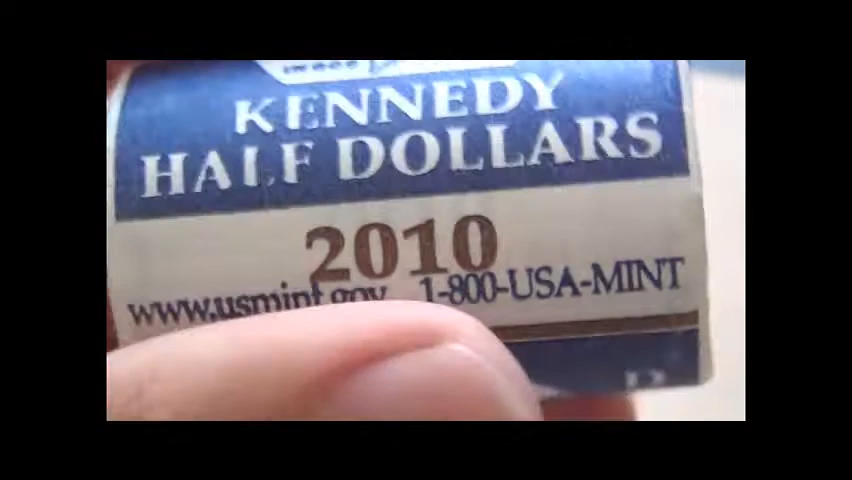 KENNEDY
HALF DOLLARS
2010
www.usmint.gov 1-800-USA-MINT